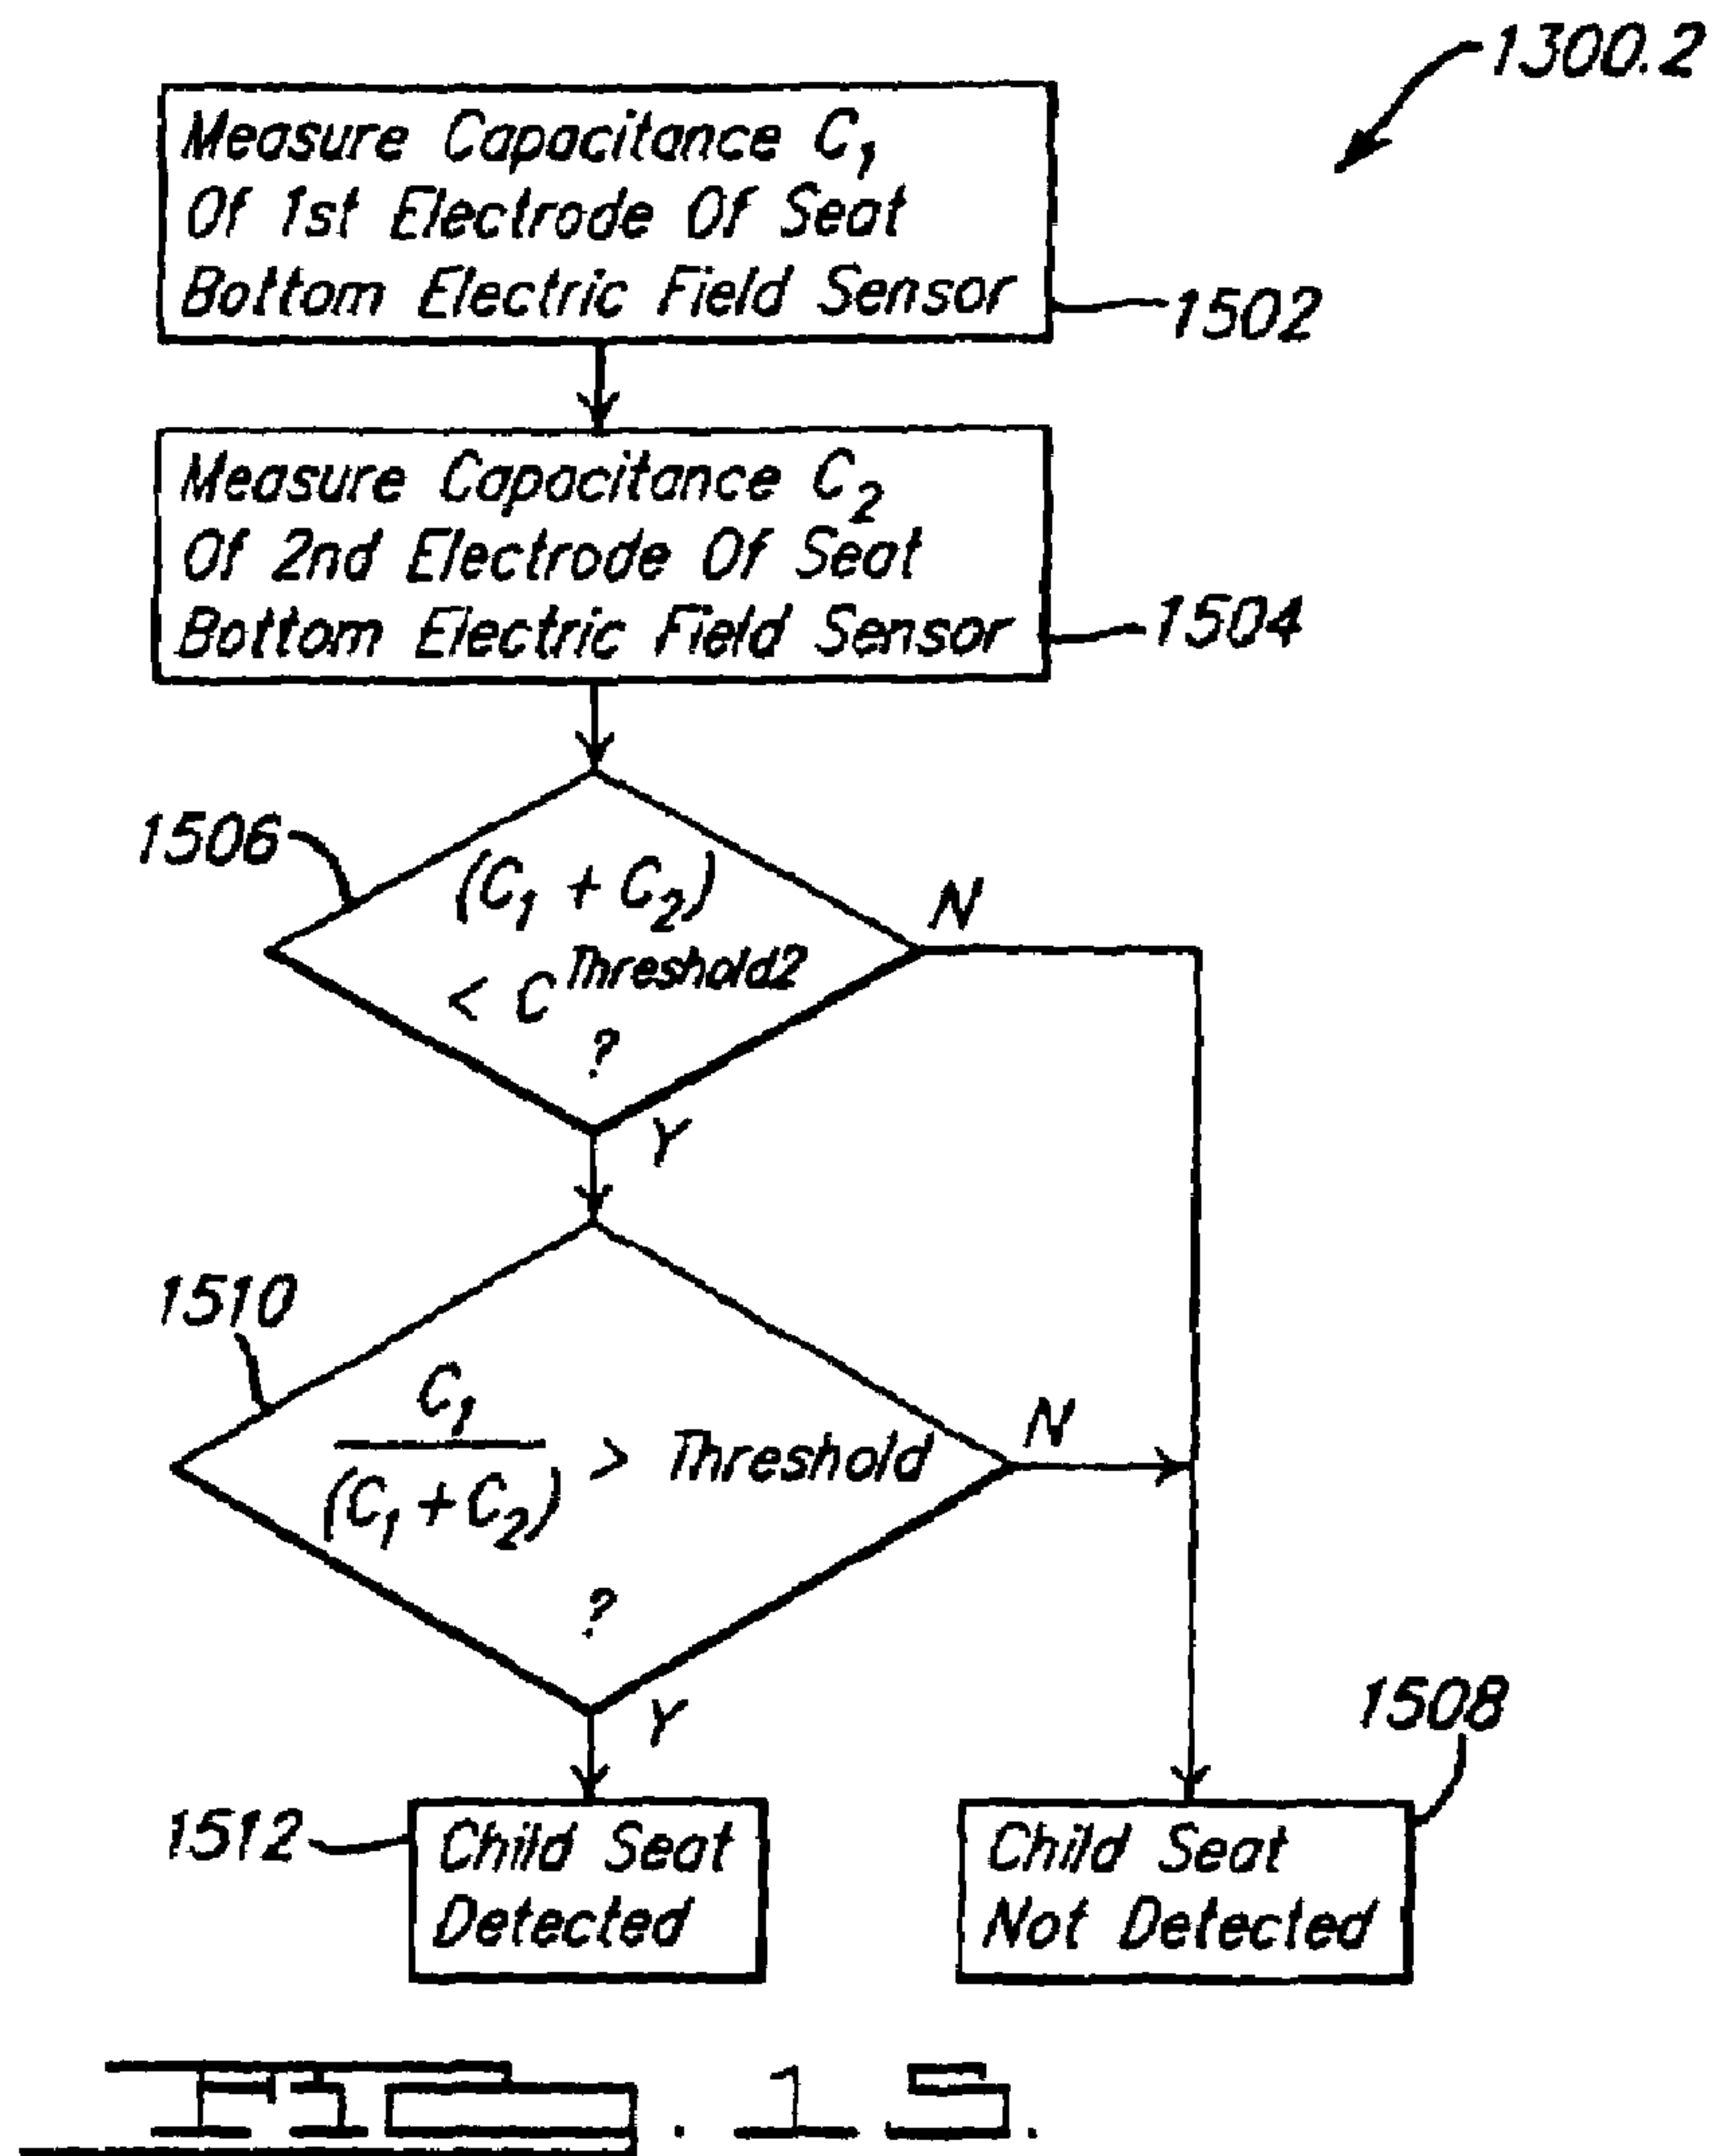 1300.2
Measure Capacitance C1
Of 1st Electrode Of Seat
Bottom Electric Field Sensor
1502
Measure Capacitance C2
Of 2nd Electrode Of Seat
Bottom Electric Field Sensor
1504
1506
(C1 + C2)
< C Threshold2
?
N
Y
1510
C1
(C1 + C2)
> Threshold
?
N
Y
1508
1512
Child Seat
Detected
Child Seat
Not Detected
FIG. 15.